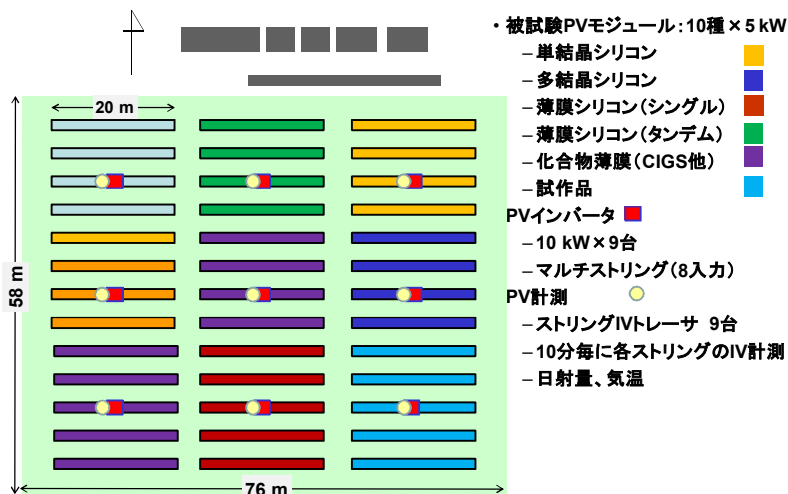 ・被試験PVモジュール:10種×5 kW
–単結晶シリコン
–多結晶シリコン
–薄膜シリコン(シングル)
–薄膜シリコン(タンデム)
–化合物薄膜(CIGS他)
–試作品
PVインバータ
–10 kW×9台
–マルチストリング(8入力)
PV計測
–ストリングIVトレーサ 9台
–10分毎に各ストリングのIV計測
–日射量、気温
20 m
58 m
76 m